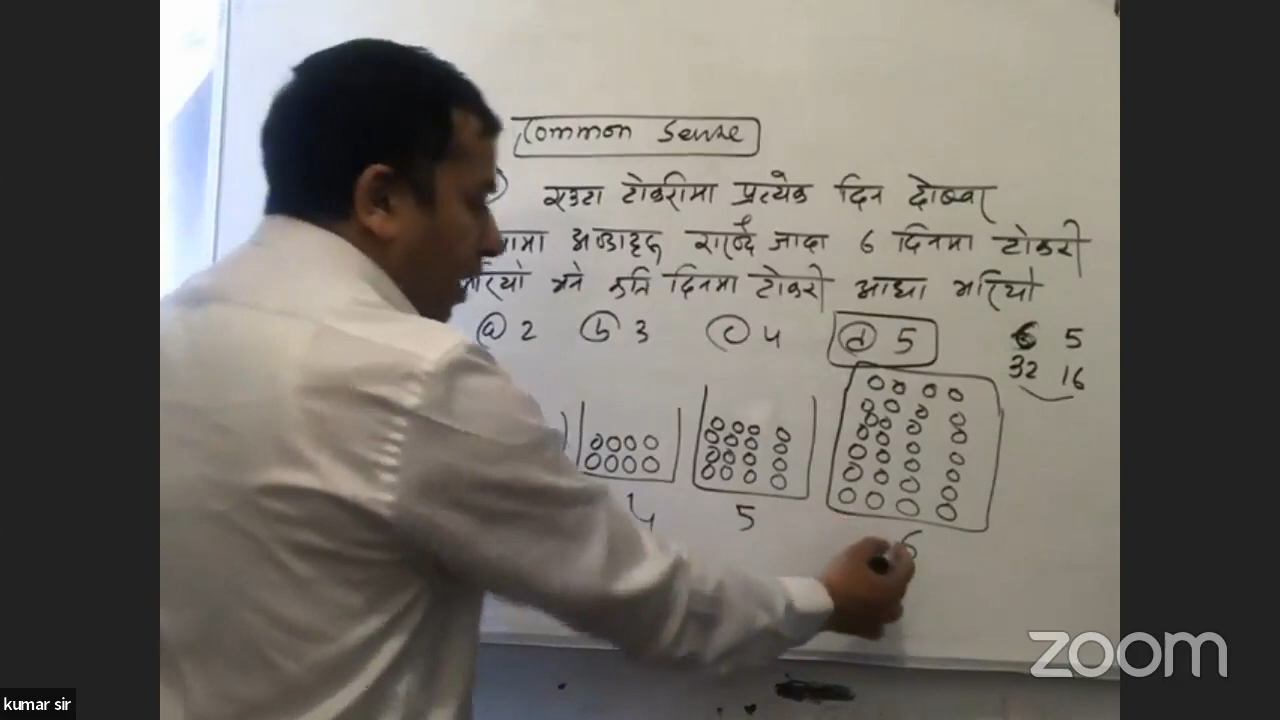 Common Sense
एउटा टोकरीमा प्रत्येक दिन दोब्बर
अण्डाहरू राख्दै जादा 6 दिनमा टोकरी
भरियो भने कति दिनमा टोकरी आधा भरियो
(a) 2 (b) 3 (c) 4 (d) 5
6 5
32 16
4 5 6
zoom
kumar sir